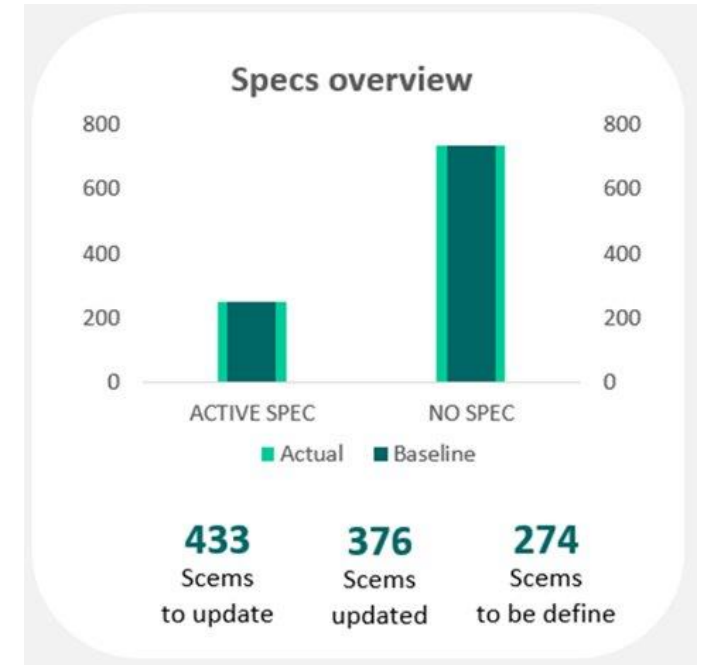 Specs overview
800 800
600 600
400 400
200 200
0 0
ACTIVE SPEC NO SPEC
Actual Baseline
433 376 274
Scems Scems Scems
to update updated to be define